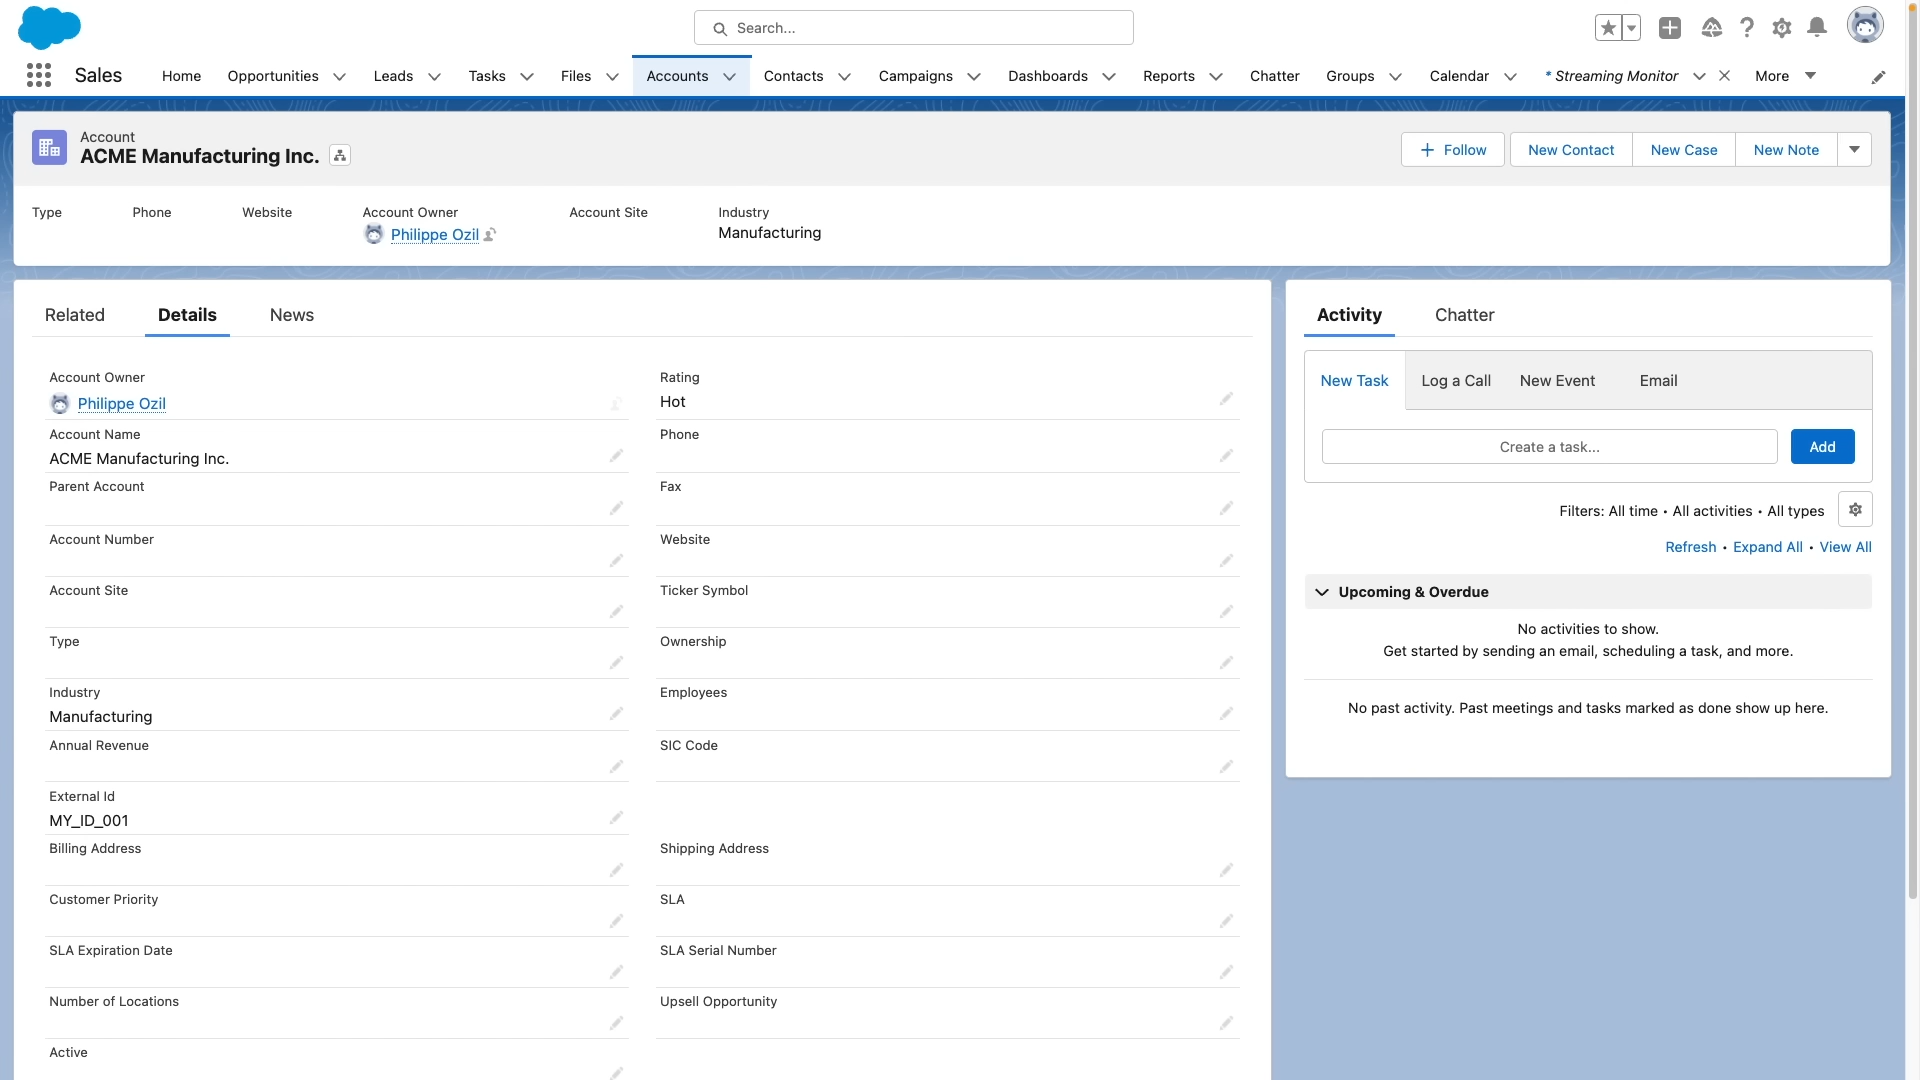 Search...
Sales
Home
Opportunities
Leads
Tasks
Files
Accounts
Contacts
Campaigns
Dashboards
Reports
Chatter
Groups
Calendar
* Streaming Monitor
More
Account
ACME Manufacturing Inc.
Follow
New Contact
New Case
New Note
Type
Phone
Website
Account Owner
Philippe Ozil
Account Site
Industry
Manufacturing
Related
Details
News
Account Owner
Philippe Ozil
Rating
Hot
Account Name
ACME Manufacturing Inc.
Phone
Parent Account
Fax
Account Number
Website
Account Site
Ticker Symbol
Type
Ownership
Industry
Manufacturing
Employees
Annual Revenue
SIC Code
External Id
MY_ID_001
Billing Address
Shipping Address
Customer Priority
SLA
SLA Expiration Date
SLA Serial Number
Number of Locations
Upsell Opportunity
Active
Activity
Chatter
New Task
Log a Call
New Event
Email
Create a task...
Add
Filters: All time • All activities • All types
Refresh • Expand All • View All
Upcoming & Overdue
No activities to show.
Get started by sending an email, scheduling a task, and more.
No past activity. Past meetings and tasks marked as done show up here.